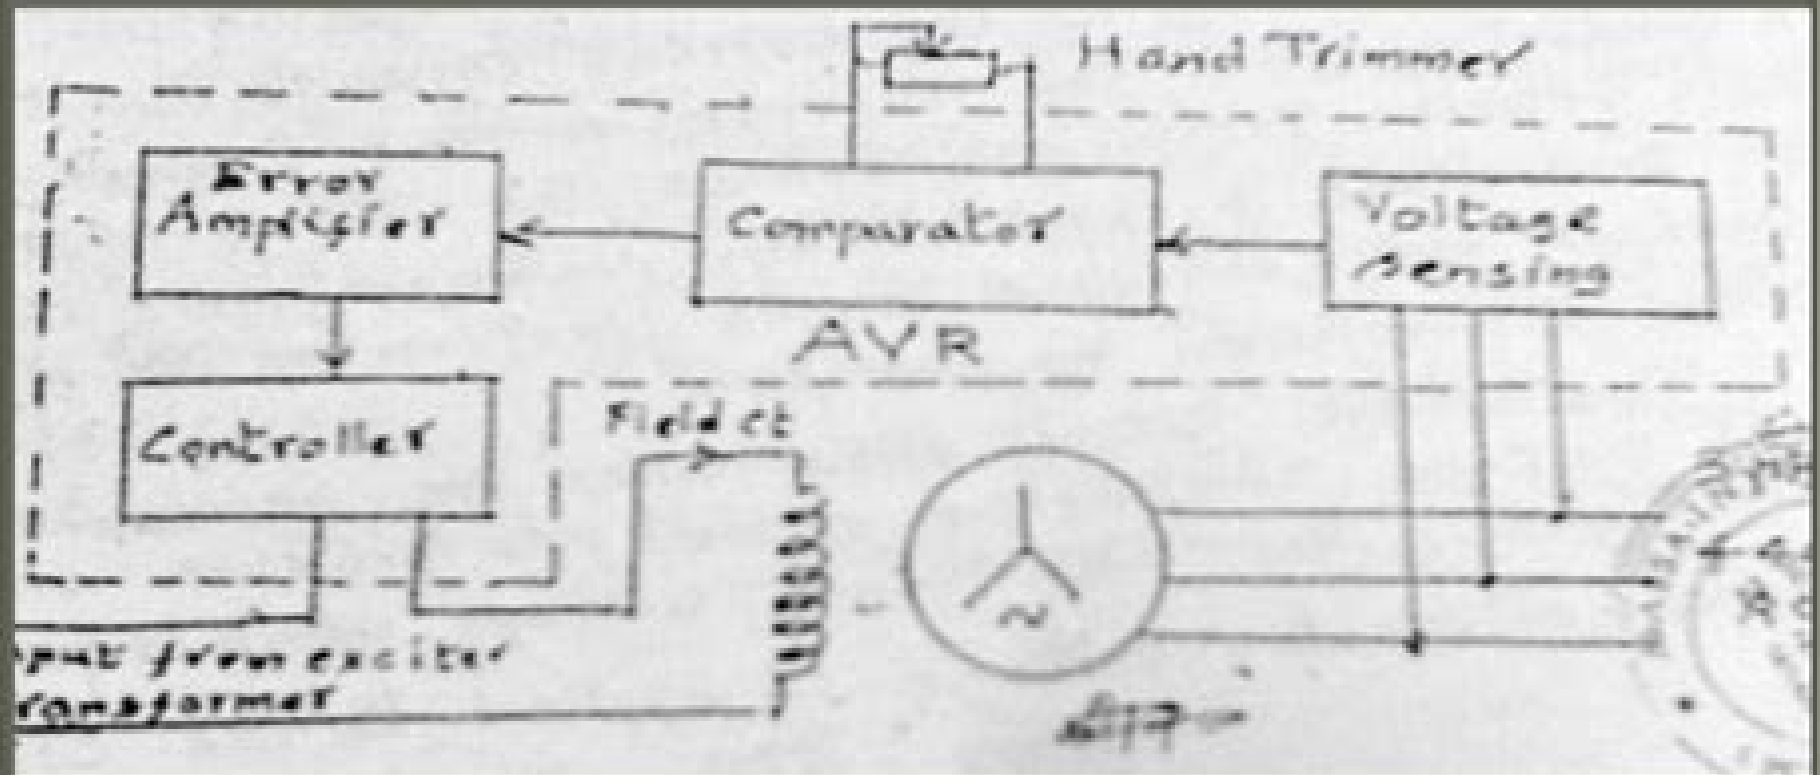 Hand Trimmer
Error
Amplifier
Comparator
Voltage
sensing
AVR
Controller
Field ct
put from exciter
ransformer